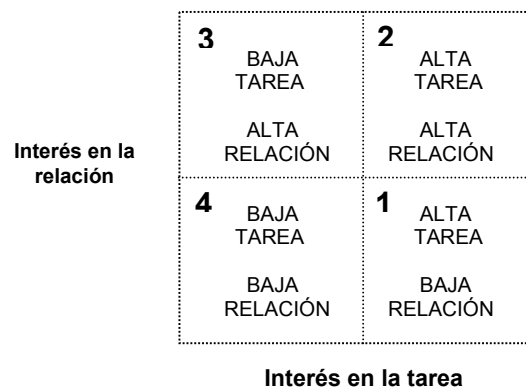 3
BAJA
TAREA
ALTA
RELACIÓN
2
ALTA
TAREA
ALTA
RELACIÓN
Interés en la
relación
4
BAJA
TAREA
BAJA
RELACIÓN
1
ALTA
TAREA
BAJA
RELACIÓN
Interés en la tarea